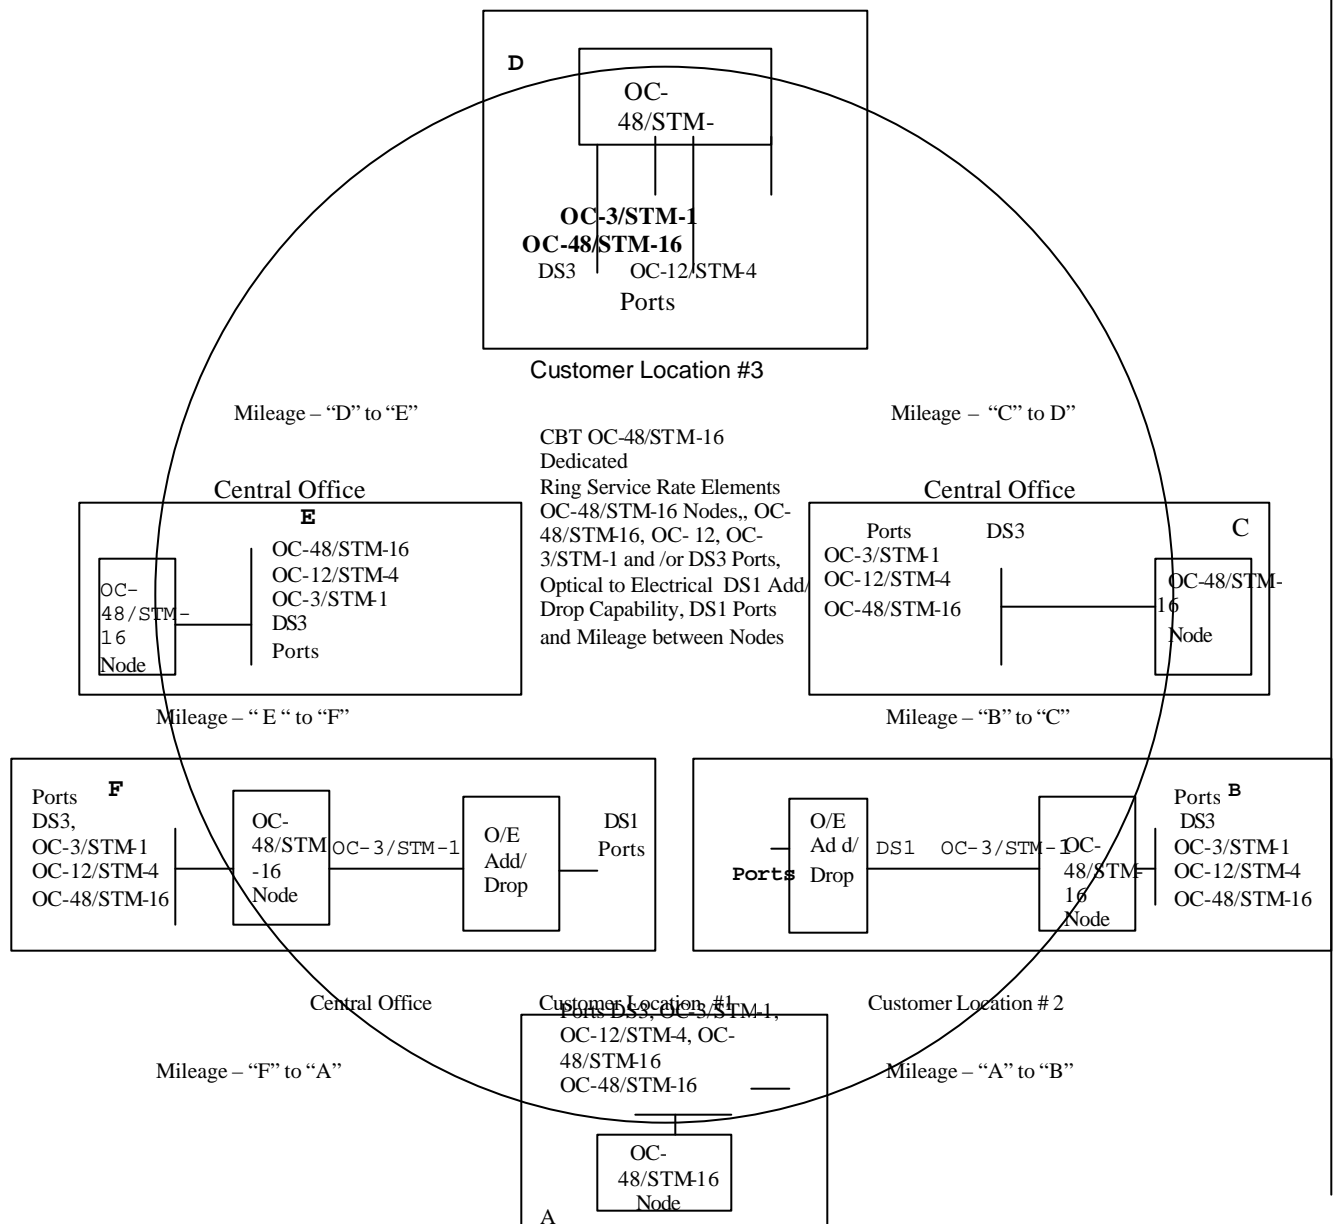 D
OC-
48/STM-
OC-3/STM-1
OC-48/STM-16
DS3 OC-12/STM-4
Ports
Customer Location #3
Mileage – “D” to “E”
Mileage – “C” to D”
CBT OC-48/STM-16
Dedicated
Ring Service Rate Elements
OC-48/STM-16 Nodes,, OC-
48/STM-16, OC- 12, OC-
3/STM-1 and /or DS3 Ports,
Optical to Electrical DS1 Add/
Drop Capability, DS1 Ports
and Mileage between Nodes
Central Office
E
OC-
48/STM-
16
Node
OC-48/STM-16
OC-12/STM-4
OC-3/STM-1
DS3
Ports
Central Office
Ports DS3 C
OC-3/STM-1
OC-12/STM-4
OC-48/STM-16
OC-48/STM-
16
Node
Mileage – “ E “ to “F”
Mileage – “B” to “C”
Ports F
DS3,
OC-3/STM-1
OC-12/STM-4
OC-48/STM-16
OC-
48/STM
-16
Node
OC-3/STM-1
O/E
Add/
Drop
DS1
Ports
Ports
O/E
Ad d/
Drop
DS1 OC-3/STM-1
OC-
48/STM-
16
Node
Ports B
DS3
OC-3/STM-1
OC-12/STM-4
OC-48/STM-16
Central Office
Customer Location #1
Customer Location # 2
Ports DS3, OC-3/STM-1,
OC-12/STM-4, OC-
48/STM-16
OC-48/STM-16
Mileage – “F” to “A”
Mileage – “A” to “B”
OC-
48/STM-16
Node
A